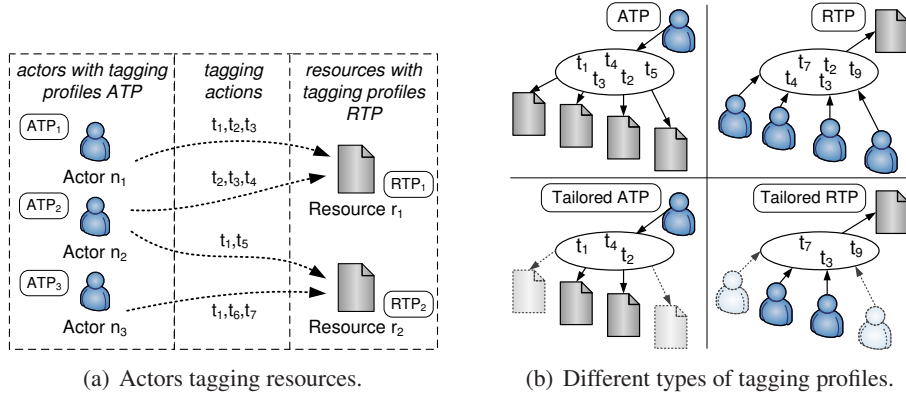 actors with tagging profiles ATP
tagging actions
resources with tagging profiles RTP
ATP1
Actor n1
t1,t2,t3
RTP1
Resource r1
t2,t3,t4
ATP2
Actor n2
t1,t5
ATP3
Actor n3
t1,t6,t7
RTP2
Resource r2
(a) Actors tagging resources.
ATP
t1 t4 t3 t2 t5
RTP
t7 t2 t9 t4 t3
Tailored ATP
t1 t4 t2
Tailored RTP
t7 t3 t9
(b) Different types of tagging profiles.